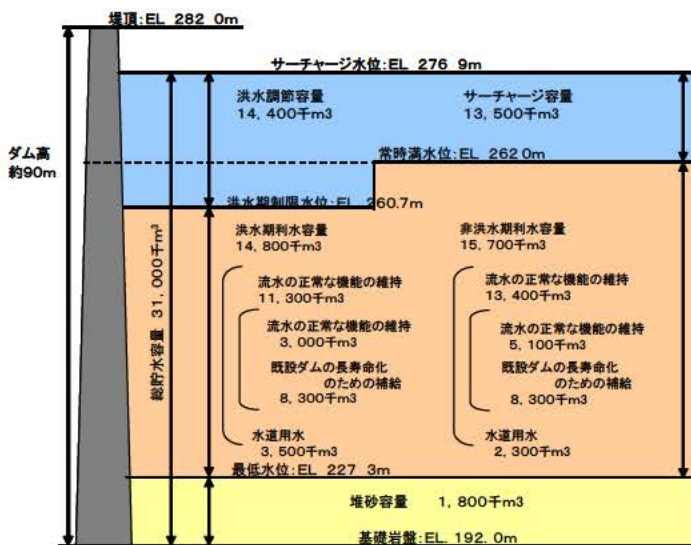 堤頂:EL 282 0m
サーチャージ水位:EL 276 9m
洪水調節容量
14, 400千m3
サーチャージ容量
13, 500千m3
ダム高
約90m
常時満水位:EL 262 0m
洪水期制限水位:EL 260.7m
総貯水容量 31, 000千m³
洪水期利水容量
14, 800千m3
流水の正常な機能の維持
11, 300千m3
流水の正常な機能の維持
3, 000千m3
既設ダムの長寿命化
のための補給
8, 300千m3
水道用水
3, 500千m3
非洪水期利水容量
15, 700千m3
流水の正常な機能の維持
13, 400千m3
流水の正常な機能の維持
5, 100千m3
既設ダムの長寿命化
のための補給
8, 300千m3
水道用水
2, 300千m3
最低水位:EL 227 3m
堆砂容量 1, 800千m3
基礎岩盤:EL. 192. 0m